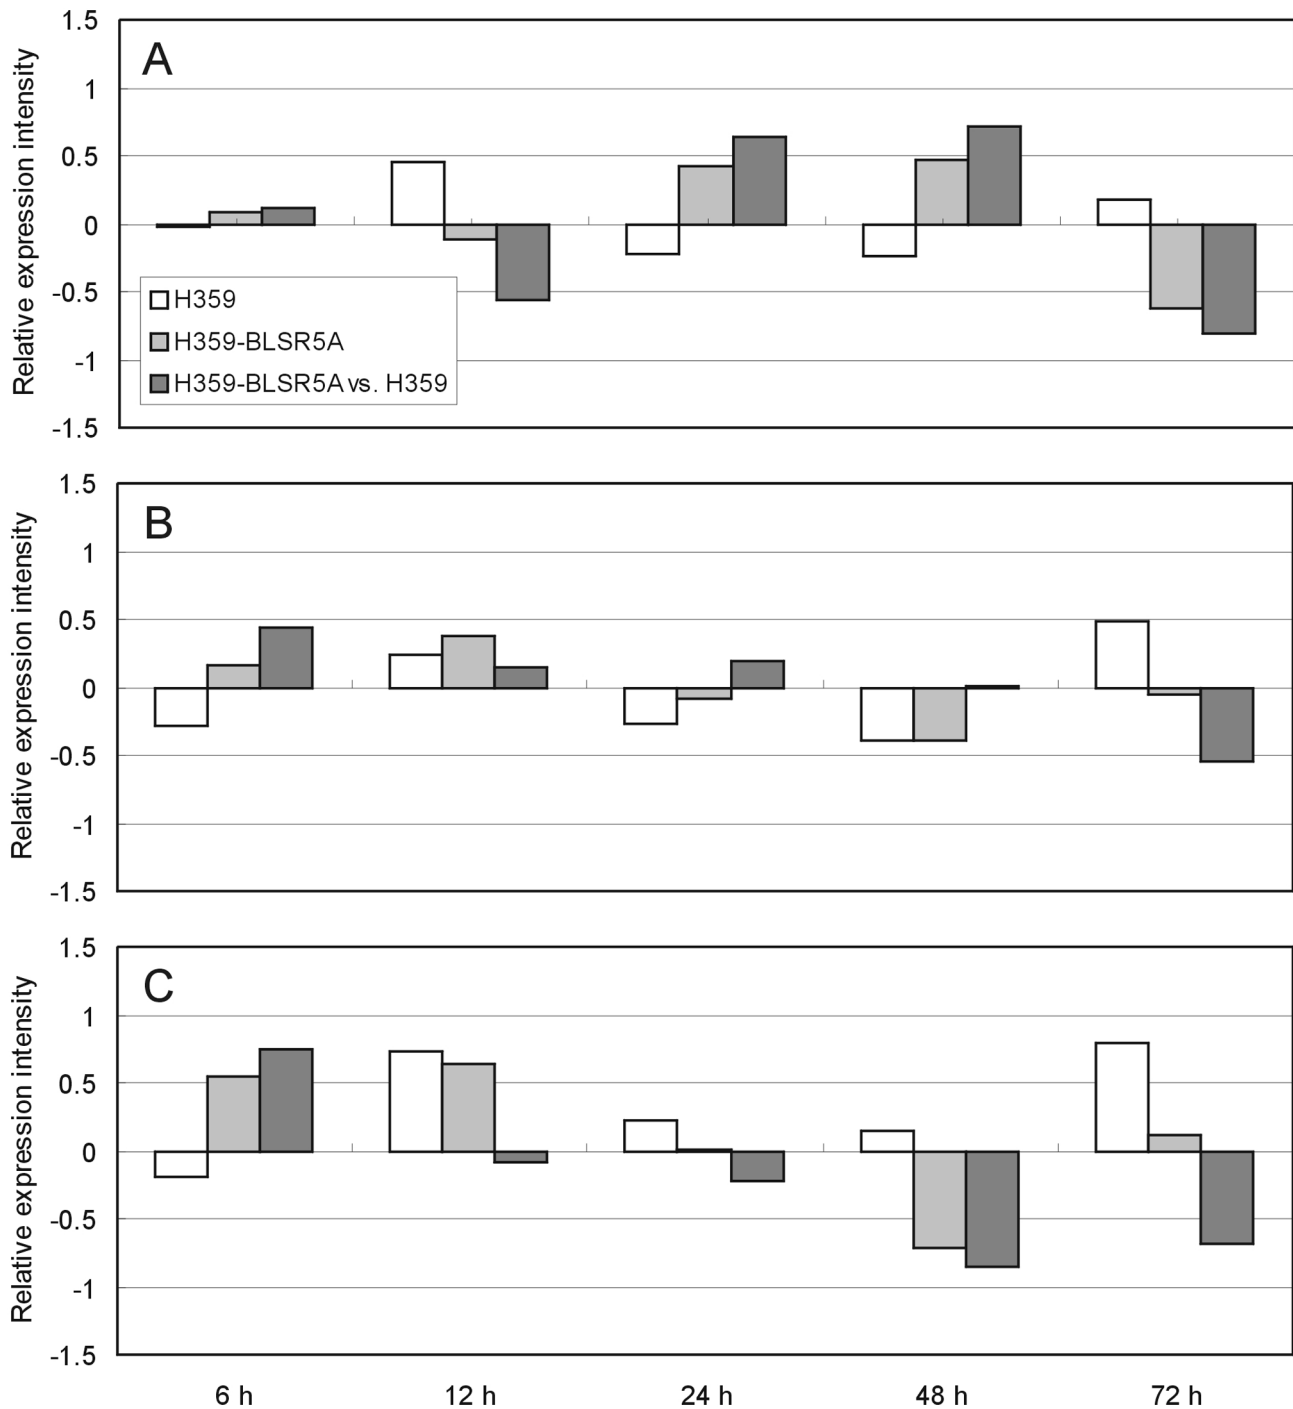 A
Relative expression intensity
1.5
1
0.5
0
-0.5
-1
-1.5
H359
H359-BLSR5A
H359-BLSR5A vs. H359
B
Relative expression intensity
1.5
1
0.5
0
-0.5
-1
-1.5
C
Relative expression intensity
1.5
1
0.5
0
-0.5
-1
-1.5
6 h 12 h 24 h 48 h 72 h